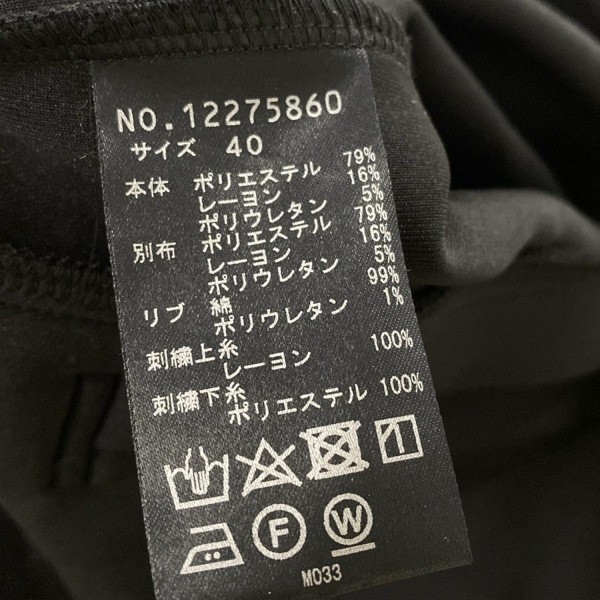 NO.12275860
サイズ 40
本体 ポリエステル 79%
レーヨン 16%
ポリウレタン 5%
別布 ポリエステル 79%
レーヨン 16%
ポリウレタン 5%
リブ 綿 99%
ポリウレタン 1%
刺繍上糸
レーヨン 100%
刺繍下糸
ポリエステル 100%
F W
M033